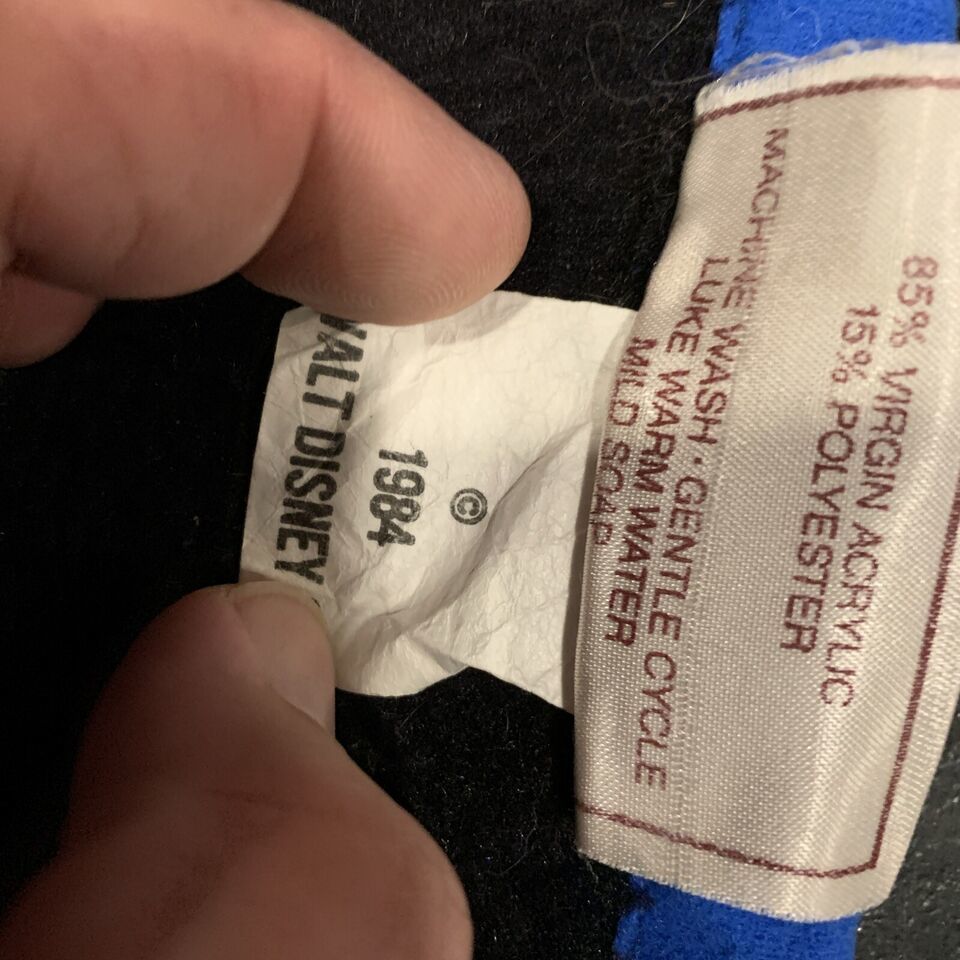 ©
1984
WALT DISNEY
85% VIRGIN ACRYLIC
15% POLYESTER
MACHINE WASH · GENTLE CYCLE
LUKE WARM WATER
MILD SOAP